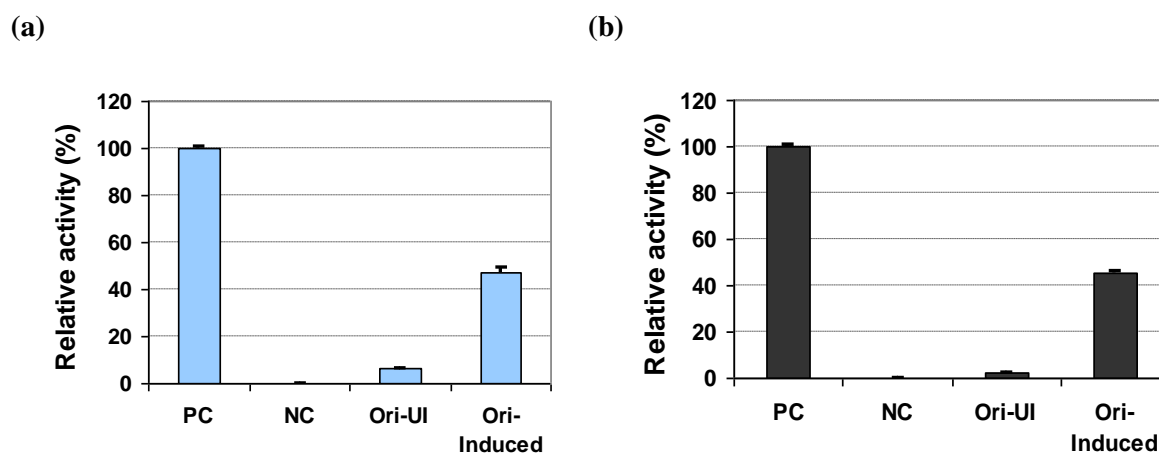 (a)
Relative activity (%)
120
100
80
60
40
20
0
PC NC Ori-UI Ori-
Induced
(b)
Relative activity (%)
120
100
80
60
40
20
0
PC NC Ori-UI Ori-
Induced